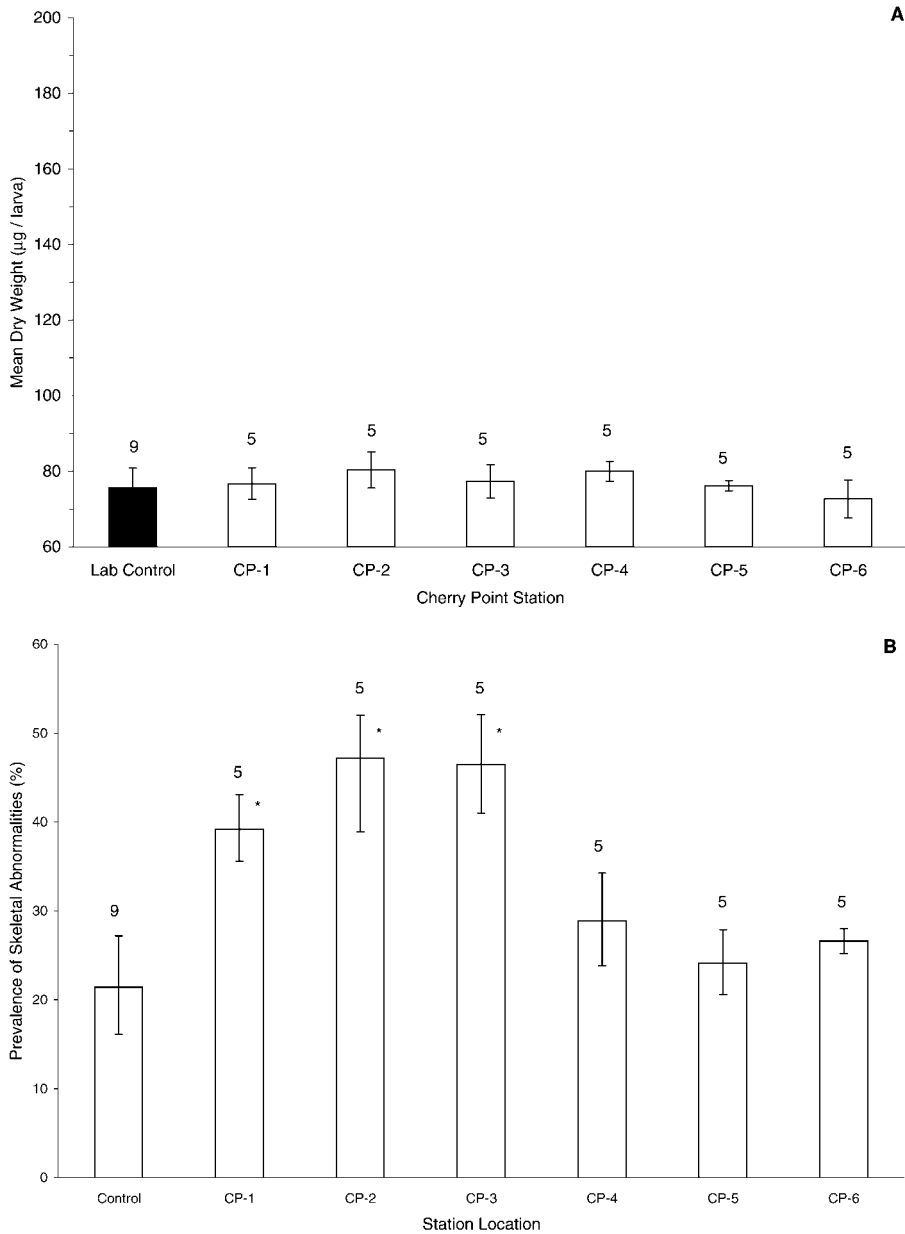 A
200
180
160
140
120
100
80
60
Mean Dry Weight (µg / larva)
9 5 5 5 5 5 5
Lab Control CP-1 CP-2 CP-3 CP-4 CP-5 CP-6
Cherry Point Station
B
60
50
40
30
20
10
0
Prevalence of Skeletal Abnormalities (%)
9 5 5 5 5 5 5
* * *
Control CP-1 CP-2 CP-3 CP-4 CP-5 CP-6
Station Location